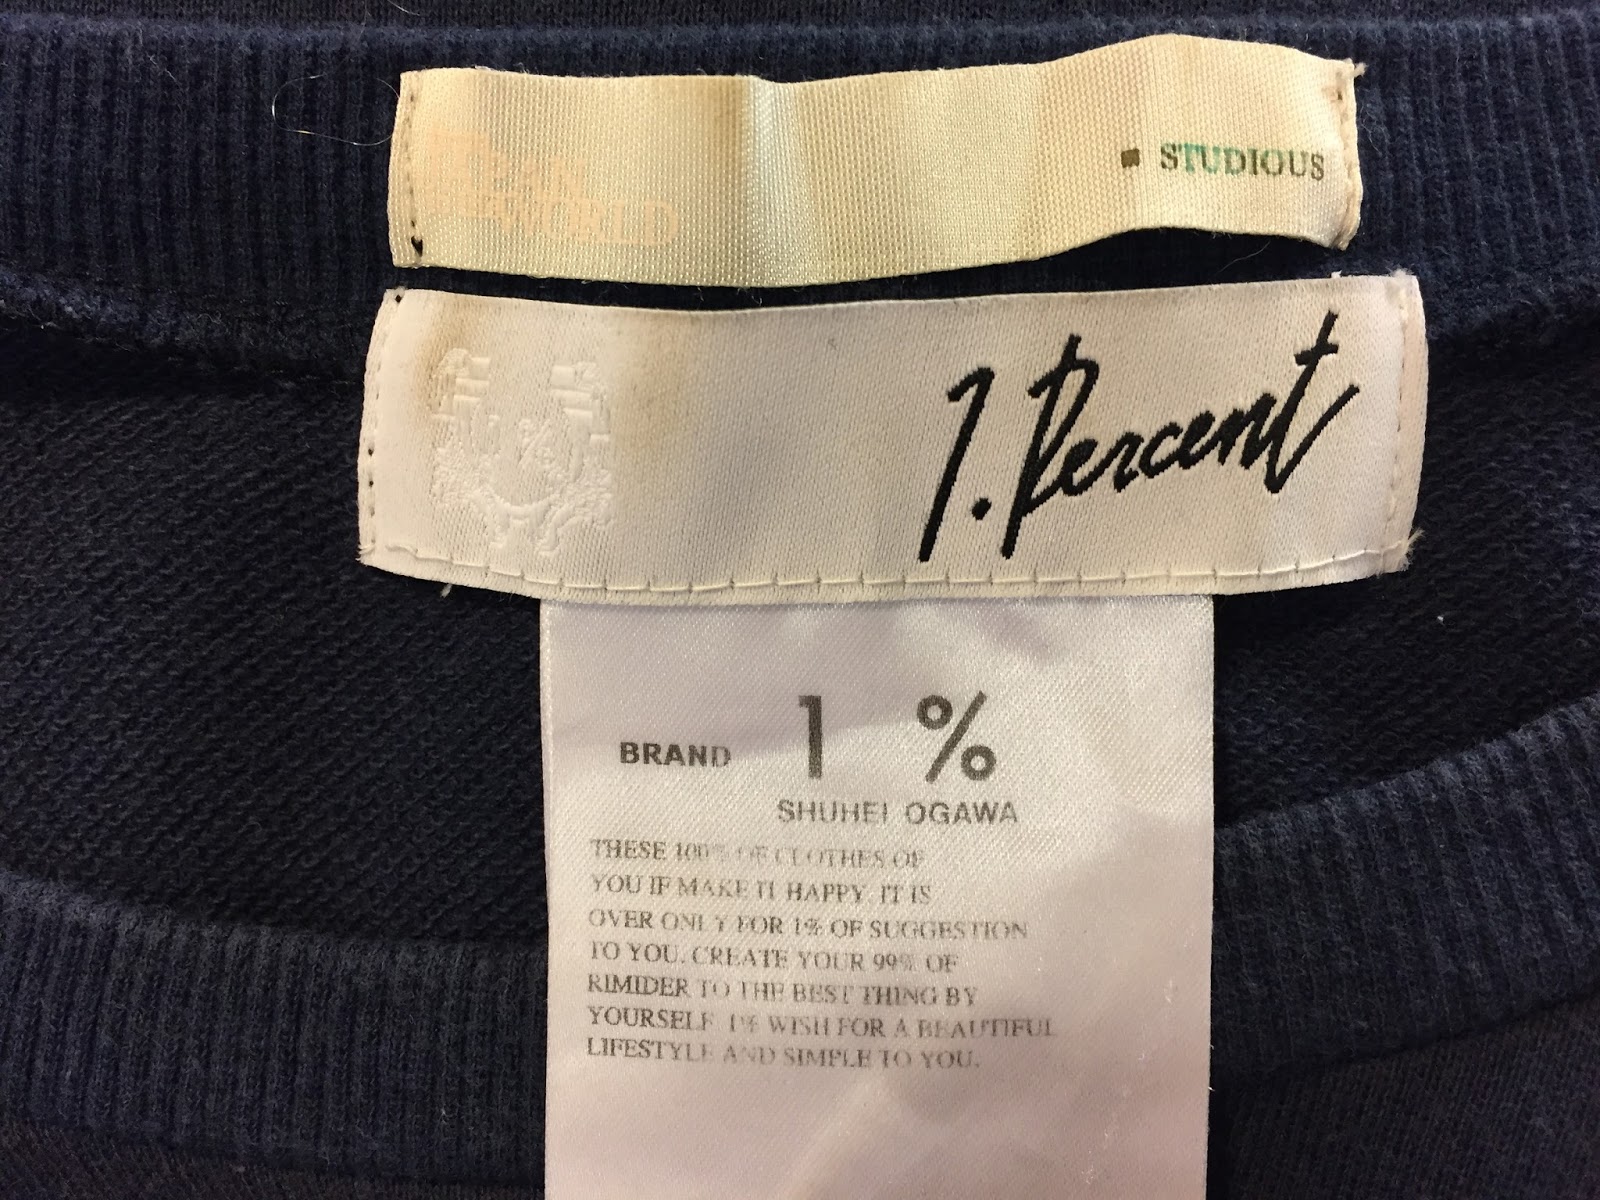 STUDIOUS
WORLD
1.Percent
BRAND 1 %
SHUHEI OGAWA
THESE 100% OF CLOTHES OF
YOU IF MAKE TI HAPPY. IT IS
OVER ONLY FOR 1% OF SUGGESTION
TO YOU. CREATE YOUR 99% OF
RIMIDER TO THE BEST THING BY
YOURSELF. 1% WISH FOR A BEAUTIFUL
LIFESTYLE AND SIMPLE TO YOU.